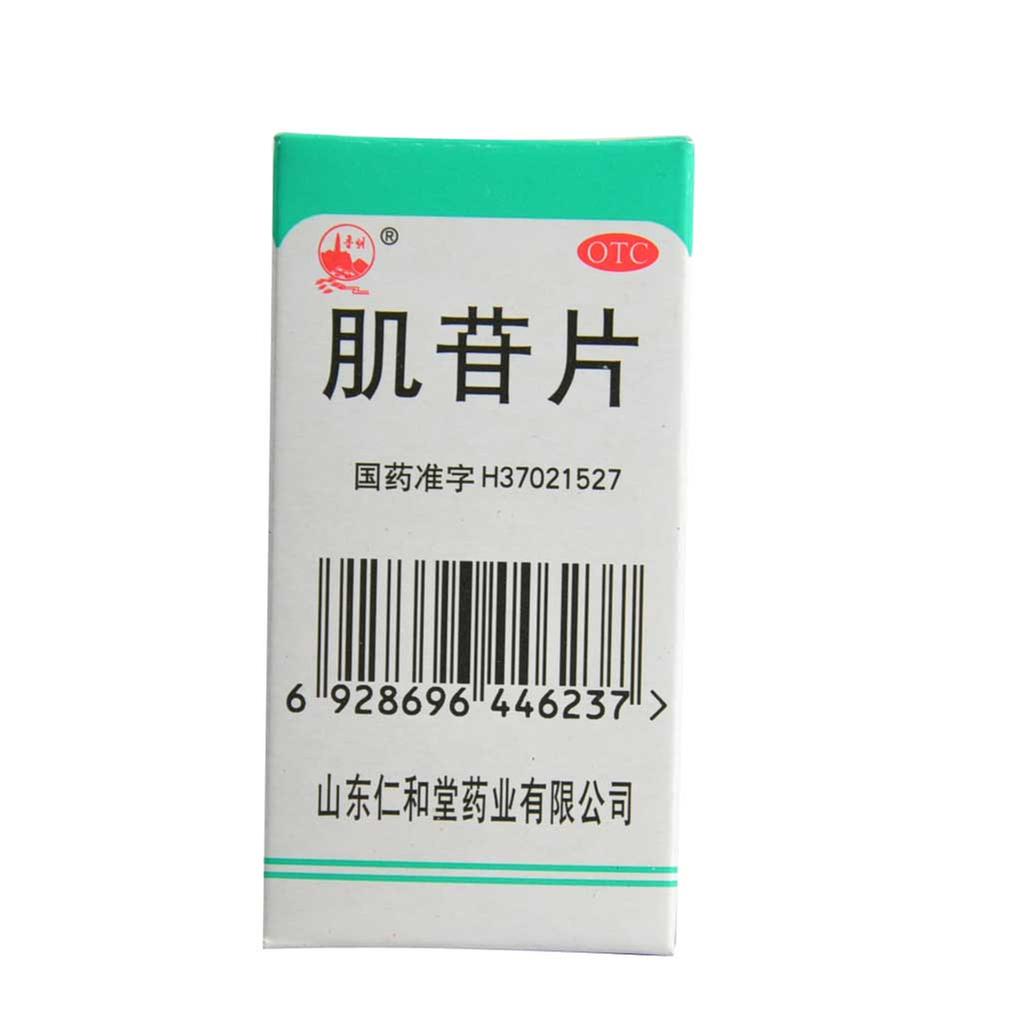 ®
OTC
肌苷片
国药准字H37021527
6 928696 446237 >
山东仁和堂药业有限公司